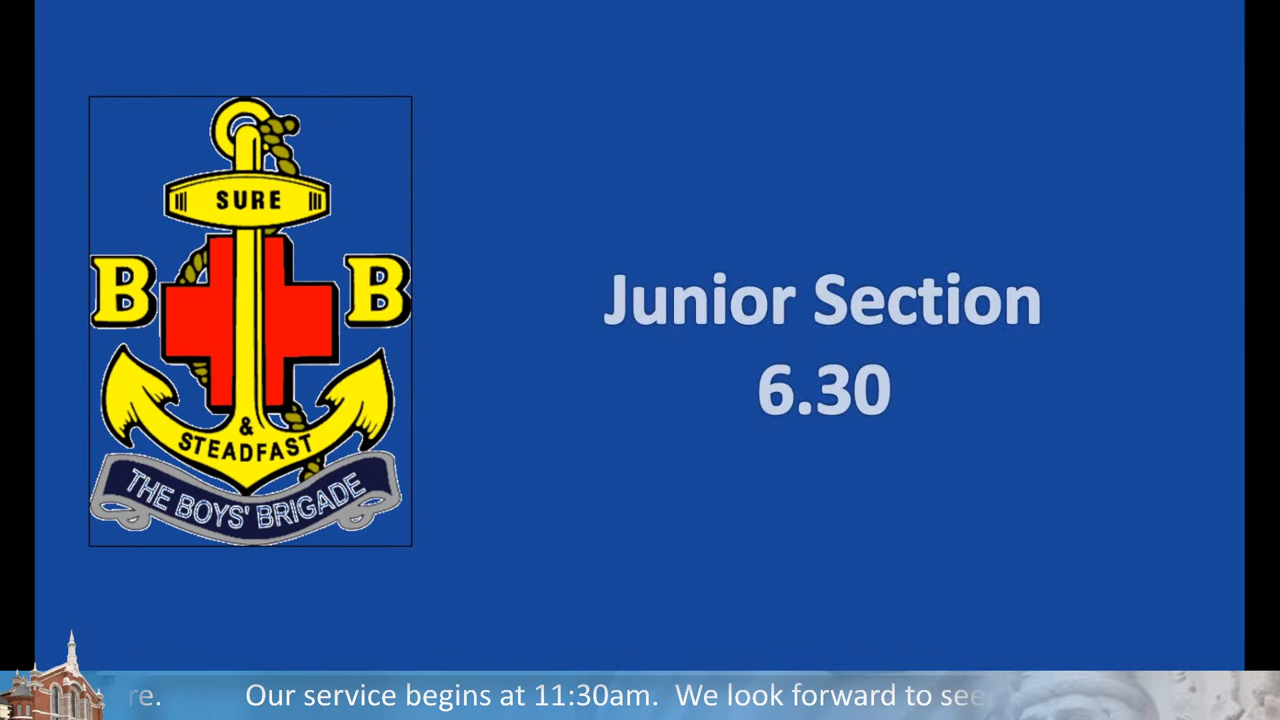 SURE
B B
&
STEADFAST
THE BOYS' BRIGADE
Junior Section
6.30
re. Our service begins at 11:30am. We look forward to see